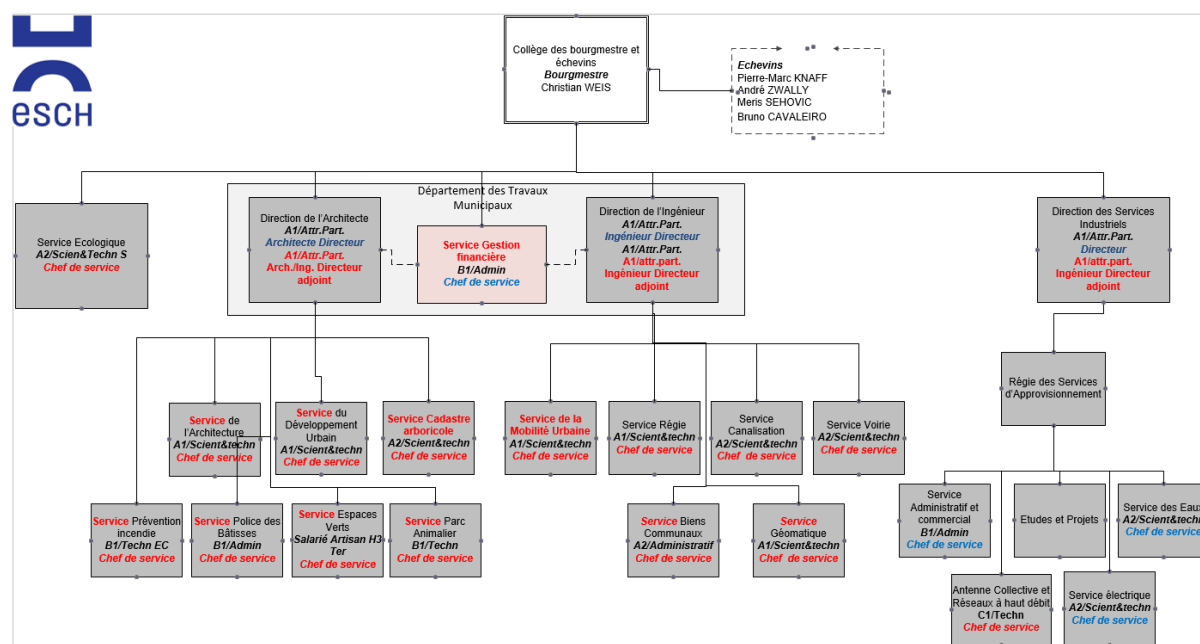 esch
Collège des bourgmestre et
échevins
Bourgmestre
Christian WEIS
Echevins
Pierre-Marc KNAFF
André ZWALLY
Meris SEHOVIC
Bruno CAVALEIRO
Département des Travaux
Municipaux
Service Ecologique
A2/Scien&Techn S
Chef de service
Direction de l'Architecte
A1/Attr.Part.
Architecte Directeur
A1/Attr.Part.
Arch./Ing. Directeur
adjoint
Service Gestion
financière
B1/Admin
Chef de service
Direction de l'Ingénieur
A1/Attr.Part.
Ingénieur Directeur
A1/Attr.Part.
A1/attr.part.
Ingénieur Directeur
adjoint
Direction des Services
Industriels
A1/Attr.Part.
Directeur
A1/attr.part.
Ingénieur Directeur
adjoint
Régie des Services
d'Approvisionnement
Service de
l'Architecture
A1/Scient&techn
Chef de service
Service du
Développement
Urbain
A1/Scient&techn
Chef de service
Service Cadastre
arboricole
A2/Scient&techn
Chef de service
Service de la
Mobilité Urbaine
A1/Scient&techn
Chef de service
Service Régie
A1/Scient&techn
Chef de service
Service
Canalisation
A2/Scient&techn
Chef de service
Service Voirie
A2/Scient&techn
Chef de service
Service Prévention
incendie
B1/Techn EC
Chef de service
Service Police des
Bâtisses
B1/Admin
Chef de service
Service Espaces
Verts
Salarié Artisan H3
Ter
Chef de service
Service Parc
Animalier
B1/Techn
Chef de service
Service Biens
Communaux
A2/Administratif
Chef de service
Service
Géomatique
A1/Scient&techn
Chef de service
Service
Administratif et
commercial
B1/Admin
Chef de service
Etudes et Projets
Service des Eaux
A2/Scient&techn
Chef de service
Antenne Collective et
Réseaux à haut débit
C1/Techn
Chef de service
Service électrique
A2/Scient&techn
Chef de service